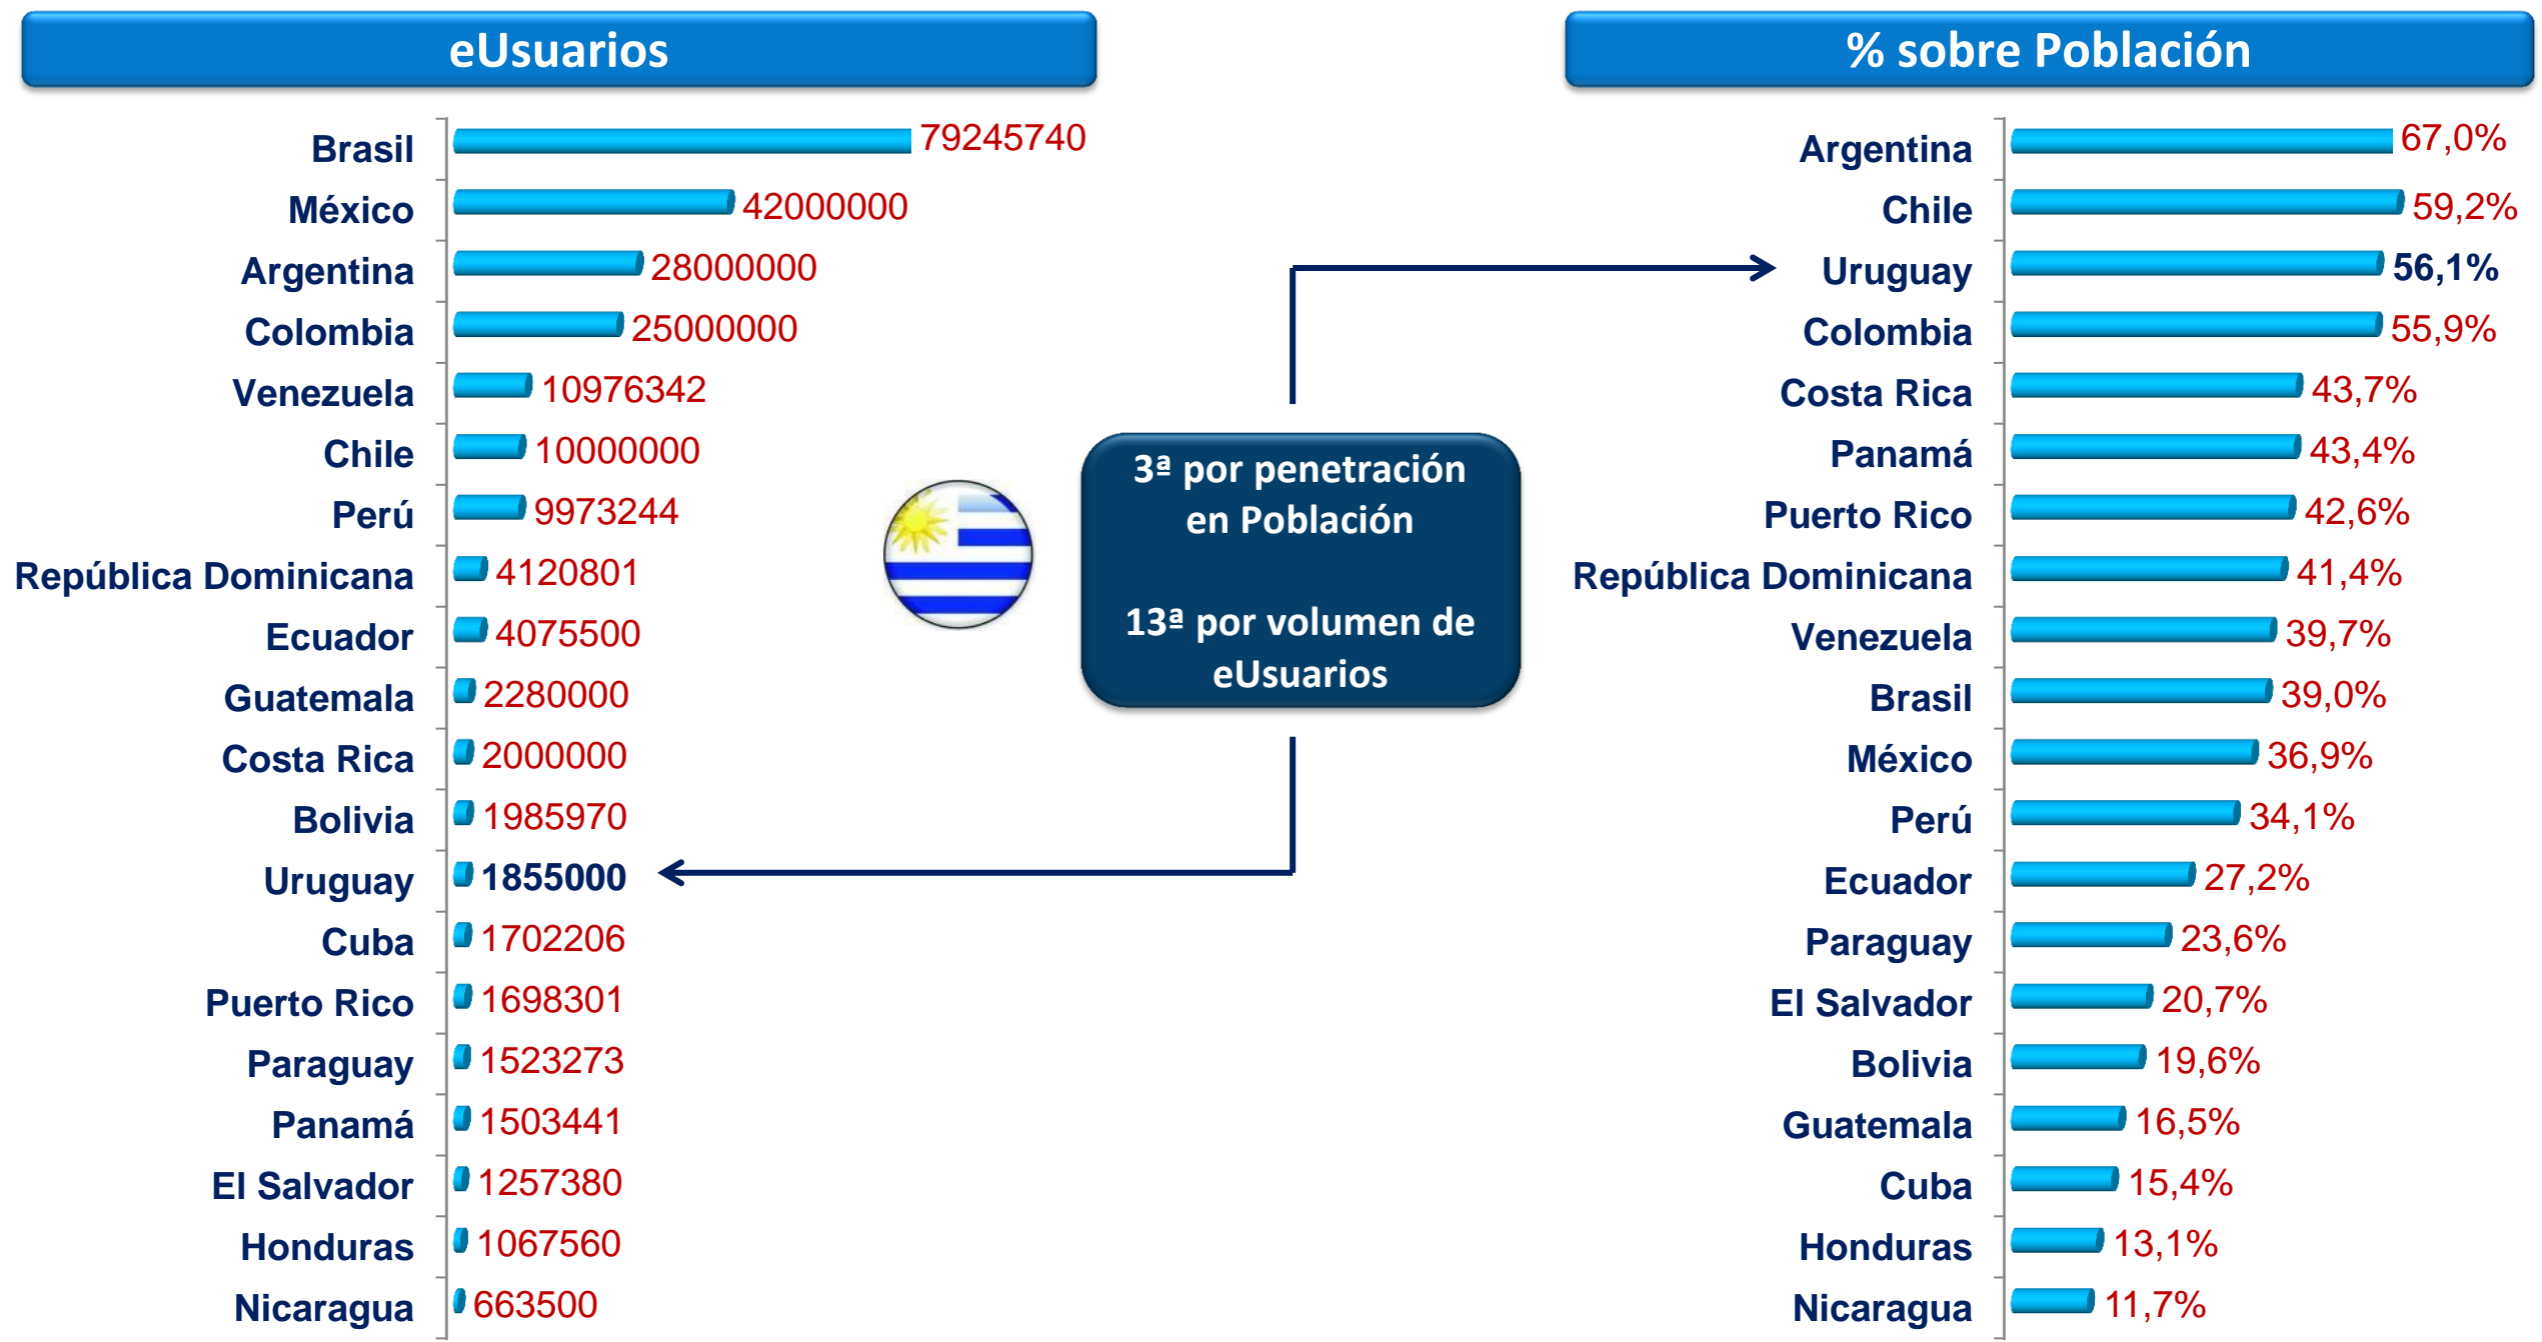 eUsuarios
Brasil 79245740
México 42000000
Argentina 28000000
Colombia 25000000
Venezuela 10976342
Chile 10000000
Perú 9973244
República Dominicana 4120801
Ecuador 4075500
Guatemala 2280000
Costa Rica 2000000
Bolivia 1985970
Uruguay 1855000
Cuba 1702206
Puerto Rico 1698301
Paraguay 1523273
Panamá 1503441
El Salvador 1257380
Honduras 1067560
Nicaragua 663500
3ª por penetración
en Población
13ª por volumen de
eUsuarios
% sobre Población
Argentina 67,0%
Chile 59,2%
Uruguay 56,1%
Colombia 55,9%
Costa Rica 43,7%
Panamá 43,4%
Puerto Rico 42,6%
República Dominicana 41,4%
Venezuela 39,7%
Brasil 39,0%
México 36,9%
Perú 34,1%
Ecuador 27,2%
Paraguay 23,6%
El Salvador 20,7%
Bolivia 19,6%
Guatemala 16,5%
Cuba 15,4%
Honduras 13,1%
Nicaragua 11,7%